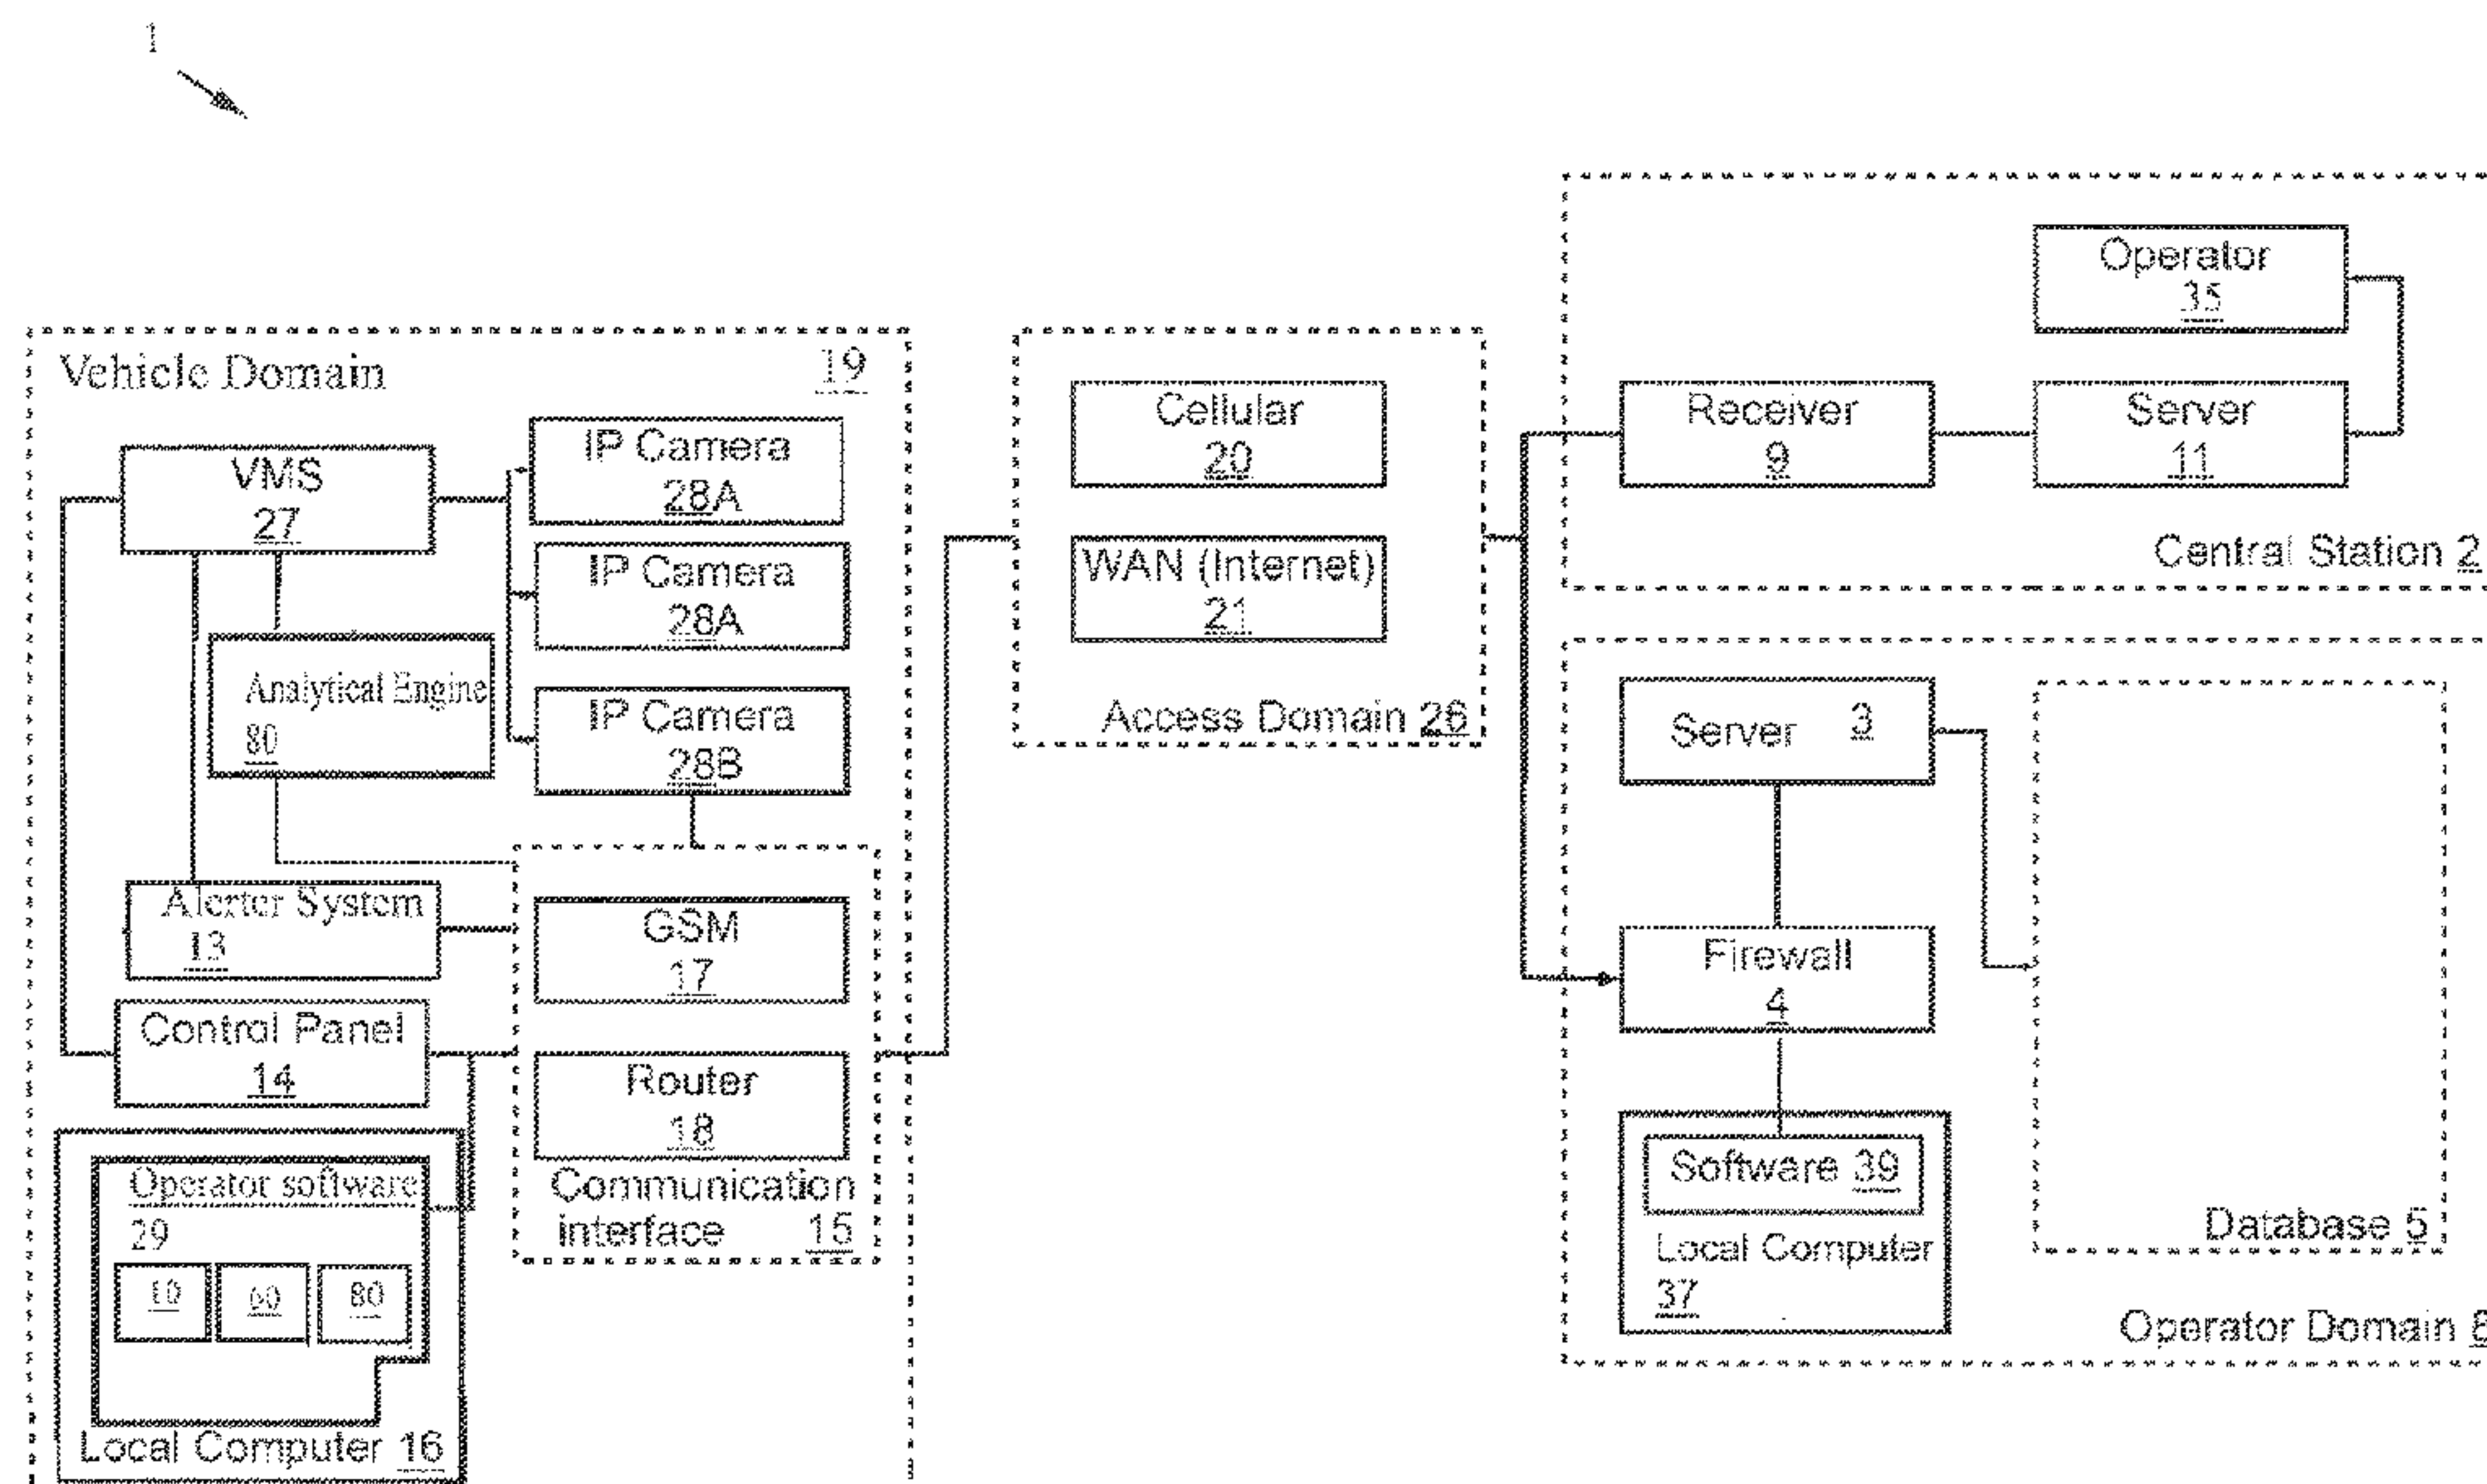 1
Vehicle Domain 19
VMS
27
IP Camera
28A
IP Camera
28A
IP Camera
28B
Analytical Engine
80
Alerter System
13
Control Panel
14
Operator software
29
10 60 80
Local Computer 16
GSM
17
Router
18
Communication
interface 15
Cellular
20
WAN (Internet)
21
Access Domain 26
Operator
35
Receiver
9
Server
11
Central Station 2
Server 3
Firewall
4
Software 39
Local Computer
37
Database 5
Operator Domain